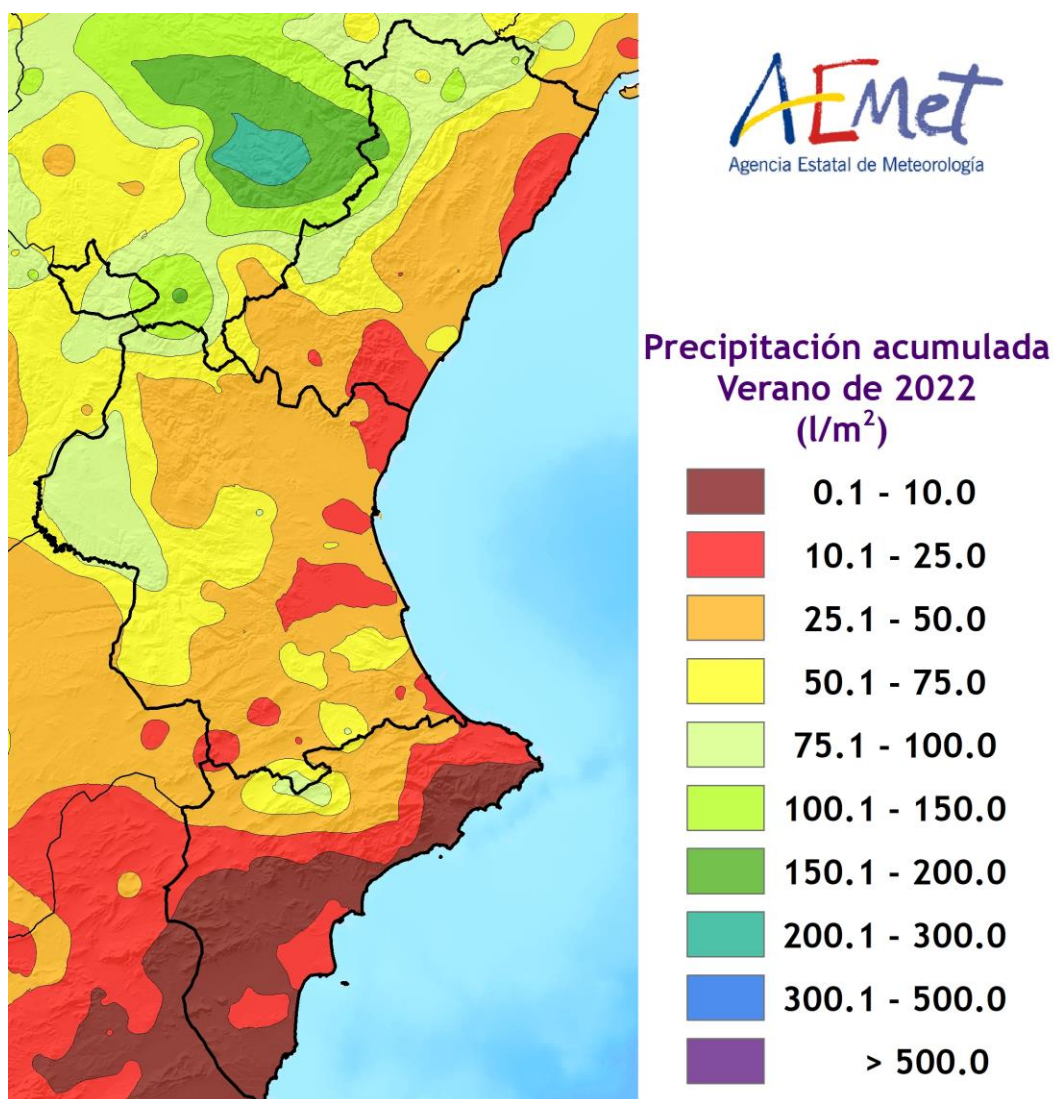 AEMet
Agencia Estatal de Meteorología
Precipitación acumulada
Verano de 2022
(l/m²)
0.1 - 10.0
10.1 - 25.0
25.1 - 50.0
50.1 - 75.0
75.1 - 100.0
100.1 - 150.0
150.1 - 200.0
200.1 - 300.0
300.1 - 500.0
> 500.0